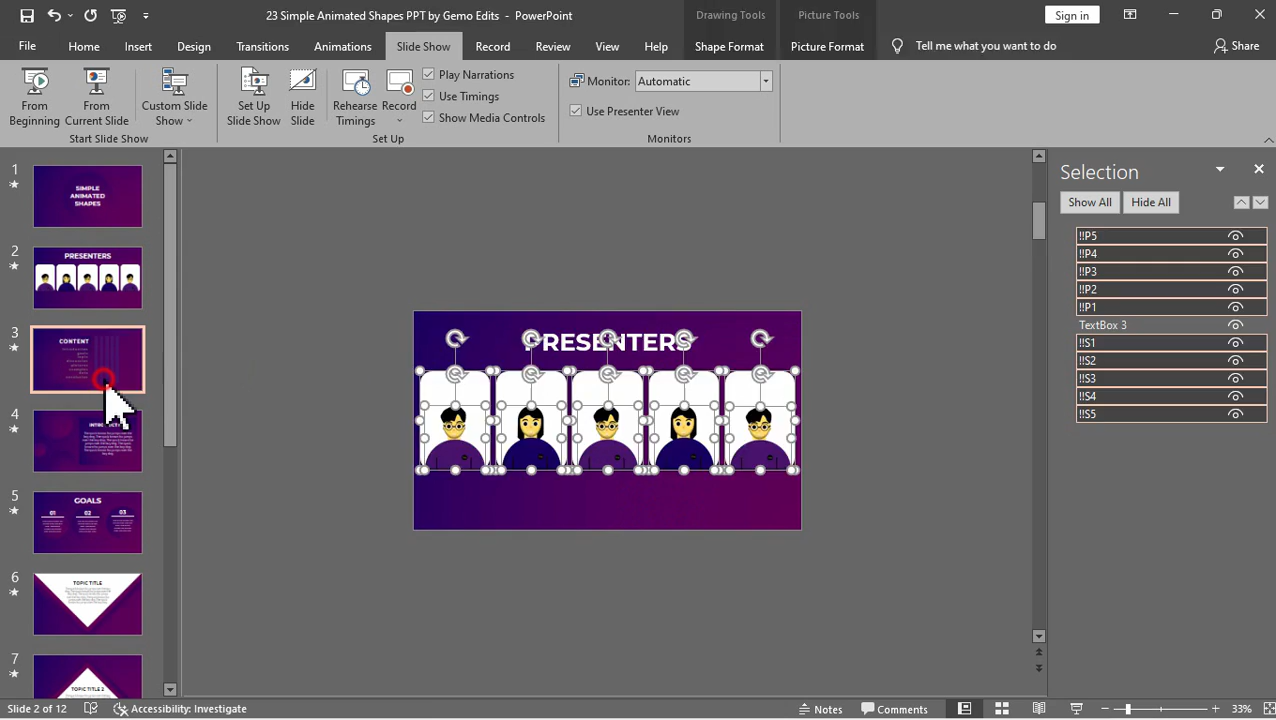 23 Simple Animated Shapes PPT by Gemo Edits - PowerPoint
Drawing Tools
Picture Tools
Sign in
File
Home
Insert
Design
Transitions
Animations
Slide Show
Record
Review
View
Help
Shape Format
Picture Format
Tell me what you want to do
Share
From Beginning
From Current Slide
Custom Slide Show
Set Up Slide Show
Hide Slide
Rehearse Timings
Record
Play Narrations
Use Timings
Show Media Controls
Monitor:
Automatic
Use Presenter View
Start Slide Show
Set Up
Monitors
1
SIMPLE
ANIMATED
SHAPES
2
PRESENTERS
3
CONTENT
4
5
GOALS
01
02
03
6
TOPIC TITLE
7
TOPIC TITLE 2
PRESENTERS
Selection
Show All
Hide All
!!P5
!!P4
!!P3
!!P2
!!P1
TextBox 3
!!S1
!!S2
!!S3
!!S4
!!S5
Slide 2 of 12
Accessibility: Investigate
Notes
Comments
33%